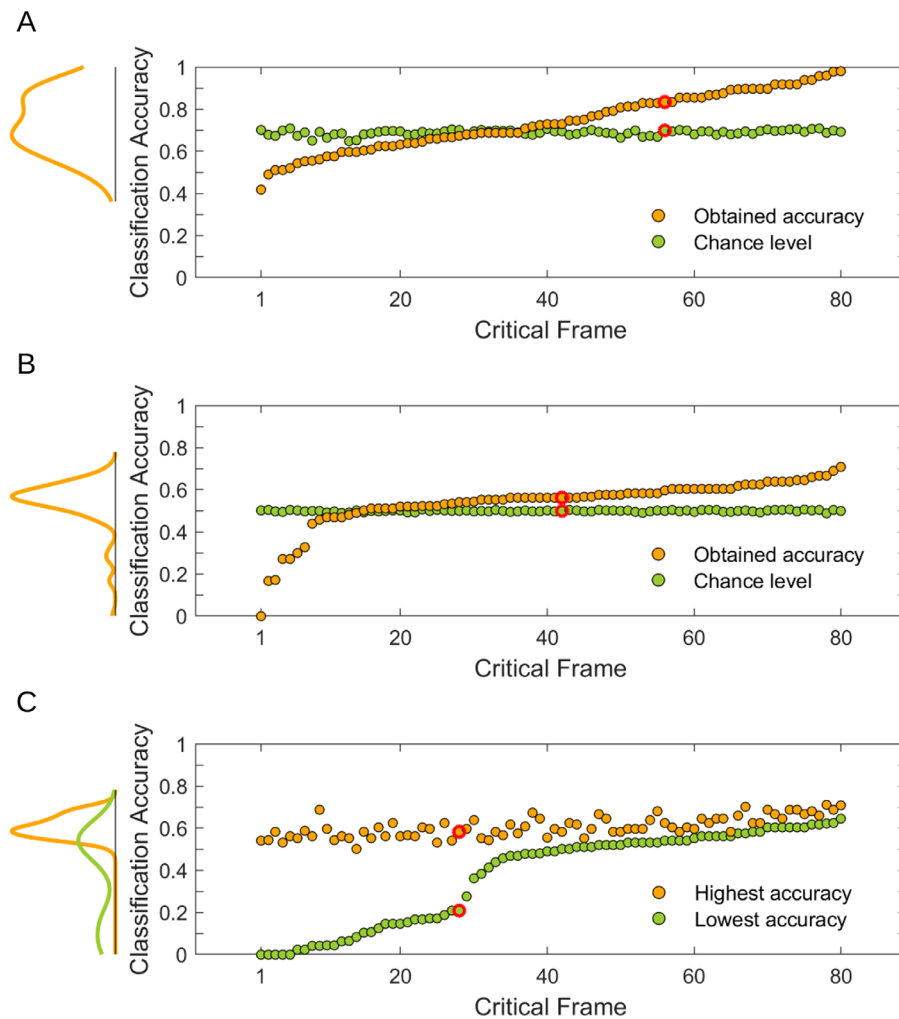 A
Classification Accuracy
1
0.8
0.6
0.4
0.2
0
Obtained accuracy
Chance level
1 20 40 60 80
Critical Frame
B
Classification Accuracy
1
0.8
0.6
0.4
0.2
0
Obtained accuracy
Chance level
1 20 40 60 80
Critical Frame
C
Classification Accuracy
1
0.8
0.6
0.4
0.2
0
Highest accuracy
Lowest accuracy
1 20 40 60 80
Critical Frame